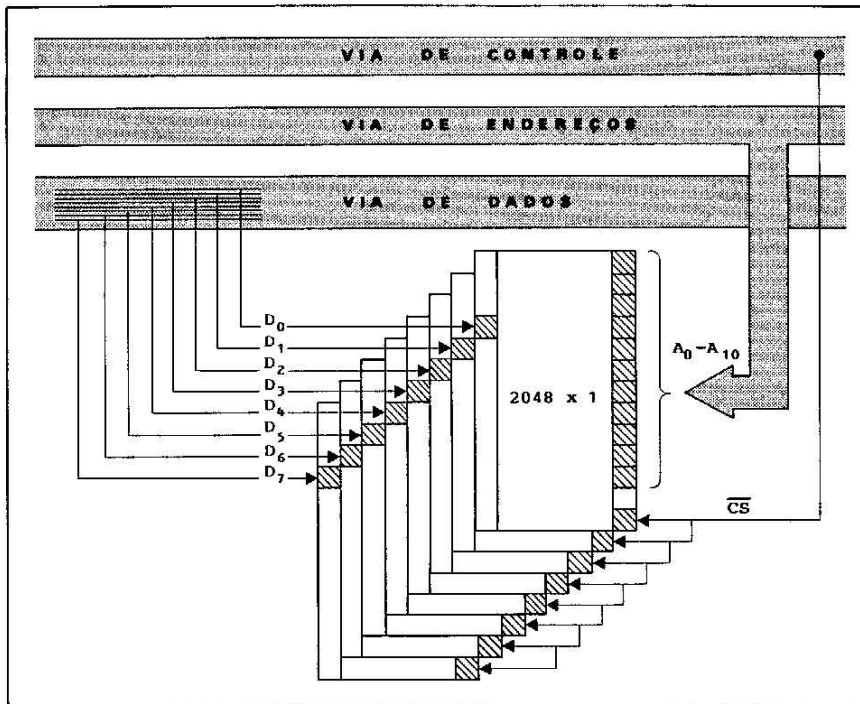 VIA DE CONTROLE
VIA DE ENDEREÇOS
VIA DE DADOS
D0
D1
D2
D3
D4
D5
D6
D7
2048 x 1
A0-A10
CS